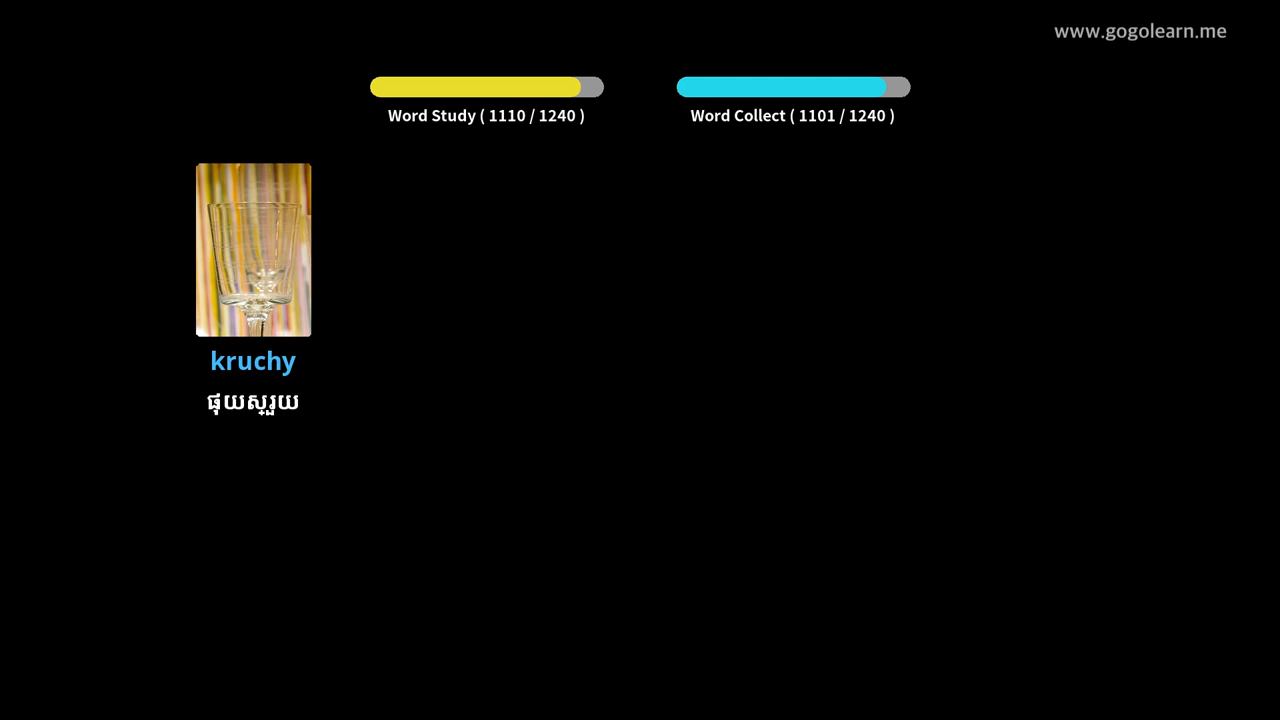 www.gogolearn.me
Word Study ( 1110 / 1240 )
Word Collect ( 1101 / 1240 )
kruchy
ផុយស្រួយ